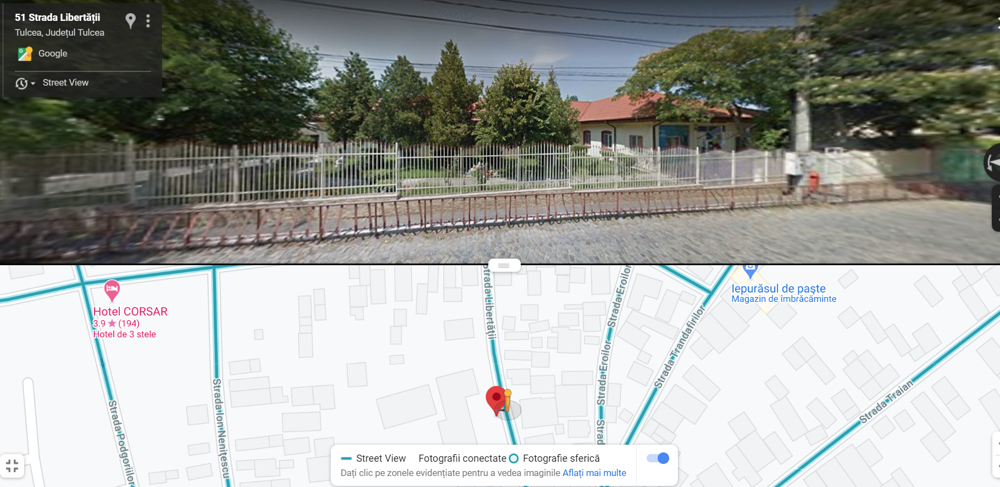 51 Strada Libertății
Tulcea, Județul Tulcea
Google
Street View
©2020 Google
Strada Libertății
Strada Eroilor
Strada Eroilor
Strada Trandafirilor
Iepurăsul de paște
Magazin de îmbrăcăminte
Hotel CORSAR
3.9 ★ (194)
Hotel de 3 stele
Strada Podgoriilor
Strada Ion Nenițescu
Strad
Strada Traian
Street View Fotografii conectate Fotografie sferică
Dați clic pe zonele evidențiate pentru a vedea imaginile Aflați mai multe